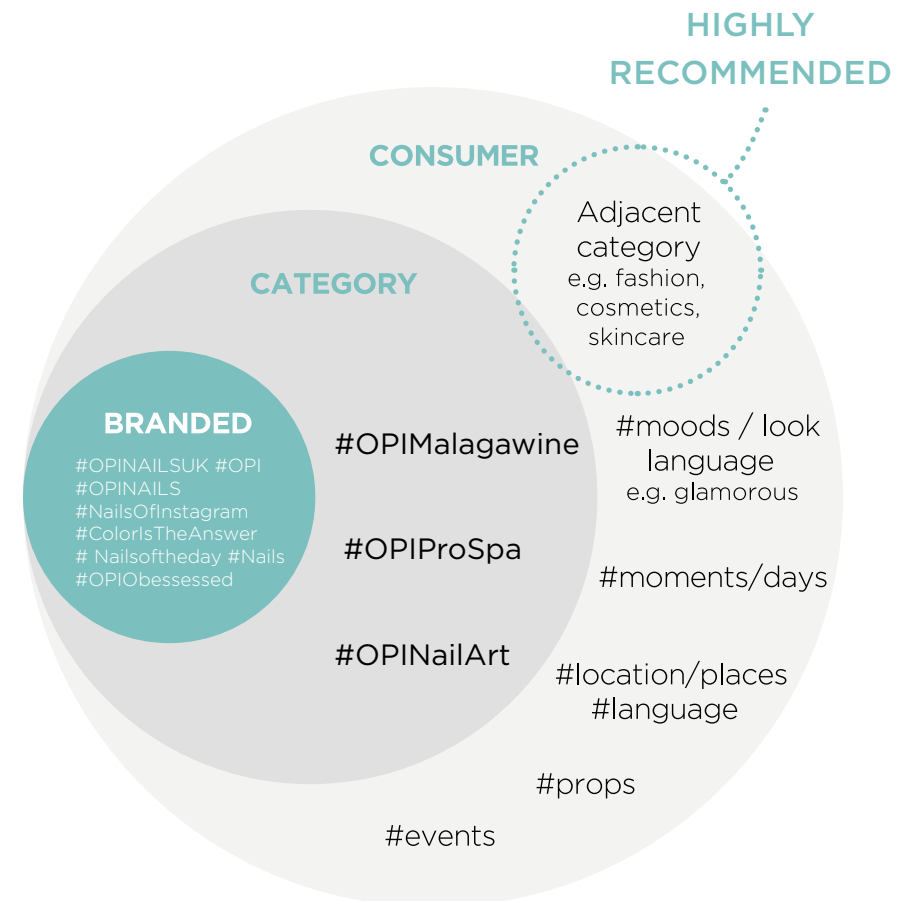 HIGHLY
RECOMMENDED
CONSUMER
Adjacent
category
e.g. fashion,
cosmetics,
skincare
CATEGORY
BRANDED
#OPINAILSUK #OPI
#OPINAILS
#NailsOfInstagram
#ColorIsTheAnswer
# Nailsoftheday #Nails
#OPIObessessed
#OPIMalagawine
#OPIProSpa
#OPINailArt
#moods / look
language
e.g. glamorous
#moments/days
#location/places
#language
#props
#events